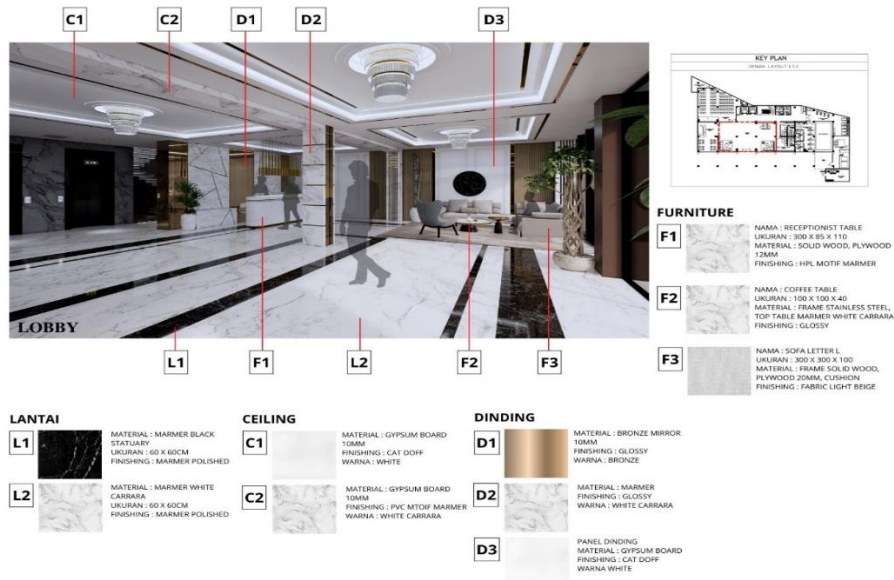 C1
C2
D1
D2
D3
LOBBY
L1
F1
L2
F2
F3
KEY PLAN
DENAH LAYOUT LT.1
FURNITURE
F1
NAMA : RECEPTIONIST TABLE
UKURAN : 300 X 85 X 110
MATERIAL : SOLID WOOD, PLYWOOD
12MM
FINISHING : HPL MOTIF MARMER
F2
NAMA : COFFEE TABLE
UKURAN : 100 X 100 X 40
MATERIAL : FRAME STAINLESS STEEL,
TOP TABLE MARMER WHITE CARRARA
FINISHING : GLOSSY
F3
NAMA : SOFA LETTER L
UKURAN : 300 X 300 X 100
MATERIAL : FRAME SOLID WOOD,
PLYWOOD 20MM, CUSHION
FINISHING : FABRIC LIGHT BEIGE
LANTAI
L1
MATERIAL : MARMER BLACK
STATUARY
UKURAN : 60 X 60CM
FINISHING : MARMER POLISHED
L2
MATERIAL : MARMER WHITE
CARRARA
UKURAN : 60 X 60CM
FINISHING : MARMER POLISHED
CEILING
C1
MATERIAL : GYPSUM BOARD
10MM
FINISHING : CAT DOFF
WARNA : WHITE
C2
MATERIAL : GYPSUM BOARD
10MM
FINISHING : PVC MTOIF MARMER
WARNA : WHITE CARRARA
DINDING
D1
MATERIAL : BRONZE MIRROR
10MM
FINISHING : GLOSSY
WARNA : BRONZE
D2
MATERIAL : MARMER
FINISHING : GLOSSY
WARNA : WHITE CARRARA
D3
PANEL DINDING
MATERIAL : GYPSUM BOARD
FINISHING : CAT DOFF
WARNA WHITE